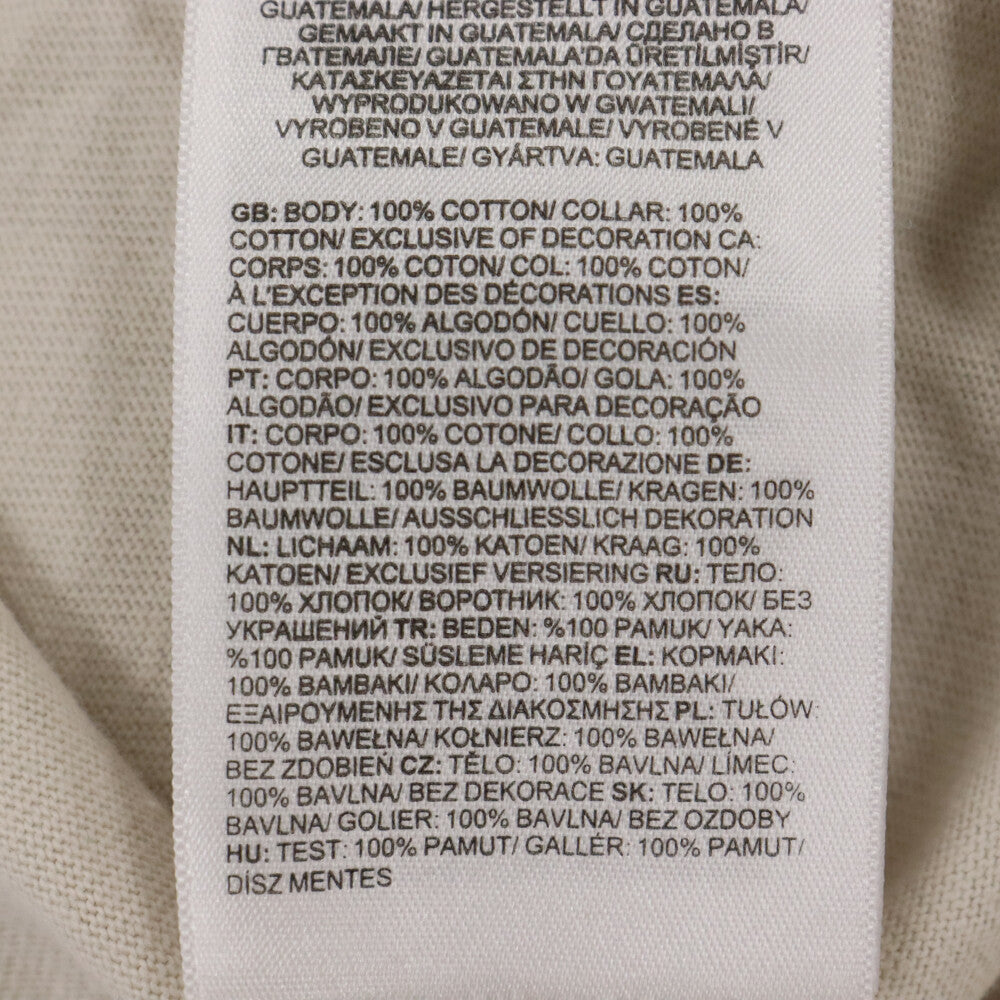 GUATEMALA/ HERGESTELLT IN GUATEMALA/
GEMAAKT IN GUATEMALA/ СДЕЛАНО В
ГВАТЕМАЛЕ/ GUATEMALA'DA ÜRETİLMİŞTİR/
ΚΑΤΑΣΚΕΥΑΖΕΤΑΙ ΣΤΗΝ ΓΟΥΑΤΕΜΑΛΑ/
WYPRODUKOWANO W GWATEMALI/
VYROBENO V GUATEMALE/ VYROBENÉ V
GUATEMALE/ GYÁRTVA: GUATEMALA
GB: BODY: 100% COTTON/ COLLAR: 100%
COTTON/ EXCLUSIVE OF DECORATION CA:
CORPS: 100% COTON/ COL: 100% COTON/
À L'EXCEPTION DES DÉCORATIONS ES:
CUERPO: 100% ALGODÓN/ CUELLO: 100%
ALGODÓN/ EXCLUSIVO DE DECORACIÓN
PT: CORPO: 100% ALGODÃO/ GOLA: 100%
ALGODÃO/ EXCLUSIVO PARA DECORAÇÃO
IT: CORPO: 100% COTONE/ COLLO: 100%
COTONE/ ESCLUSA LA DECORAZIONE DE:
HAUPTTEIL: 100% BAUMWOLLE/ KRAGEN: 100%
BAUMWOLLE/ AUSSCHLIESSLICH DEKORATION
NL: LICHAAM: 100% KATOEN/ KRAAG: 100%
KATOEN/ EXCLUSIEF VERSIERING RU: ТЕЛО:
100% ХЛОПОК/ ВОРОТНИК: 100% ХЛОПОК/ БЕЗ
УКРАШЕНИЙ TR: BEDEN: %100 PAMUK/ YAKA:
%100 PAMUK/ SÜSLEME HARİÇ EL: ΚΟΡΜΑΚΙ:
100% ΒΑΜΒΑΚΙ/ ΚΟΛΑΡΟ: 100% ΒΑΜΒΑΚΙ/
ΕΞΑΙΡΟΥΜΕΝΗΣ ΤΗΣ ΔΙΑΚΟΣΜΗΣΗΣ PL: TUŁÓW:
100% BAWEŁNA/ KOŁNIERZ: 100% BAWEŁNA/
BEZ ZDOBIEŃ CZ: TĚLO: 100% BAVLNA/ LÍMEC:
100% BAVLNA/ BEZ DEKORACE SK: TELO: 100%
BAVLNA/ GOLIER: 100% BAVLNA/ BEZ OZDOBY
HU: TEST: 100% PAMUT/ GALLÉR: 100% PAMUT/
DÍSZ MENTES